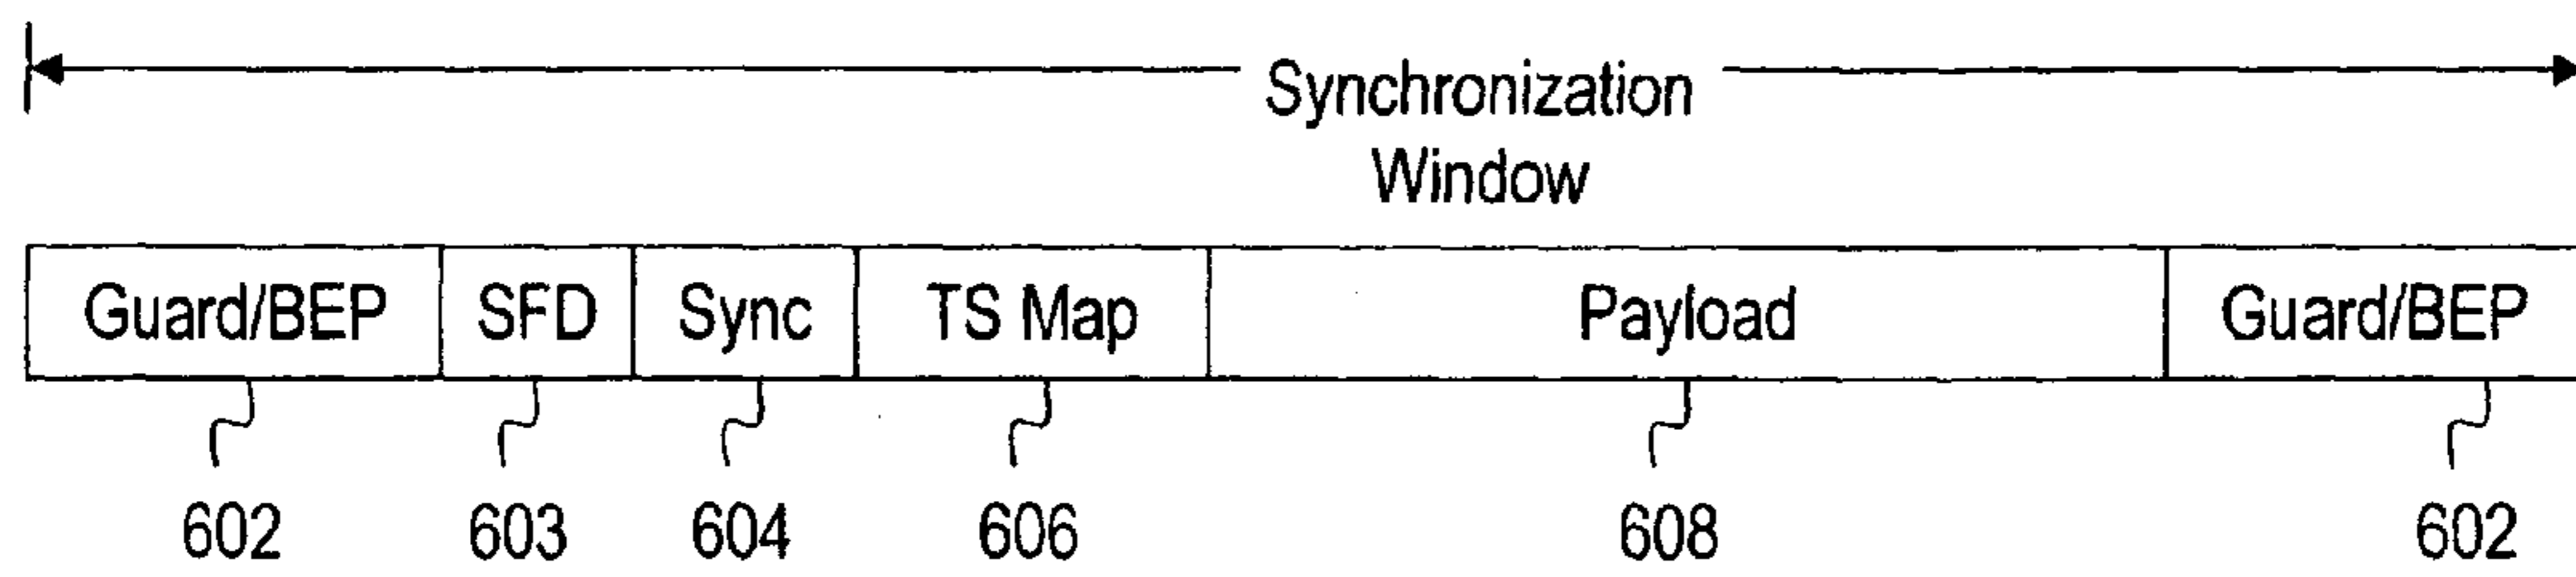 Synchronization
Window
Guard/BEP SFD Sync TS Map Payload Guard/BEP
602 603 604 606 608 602